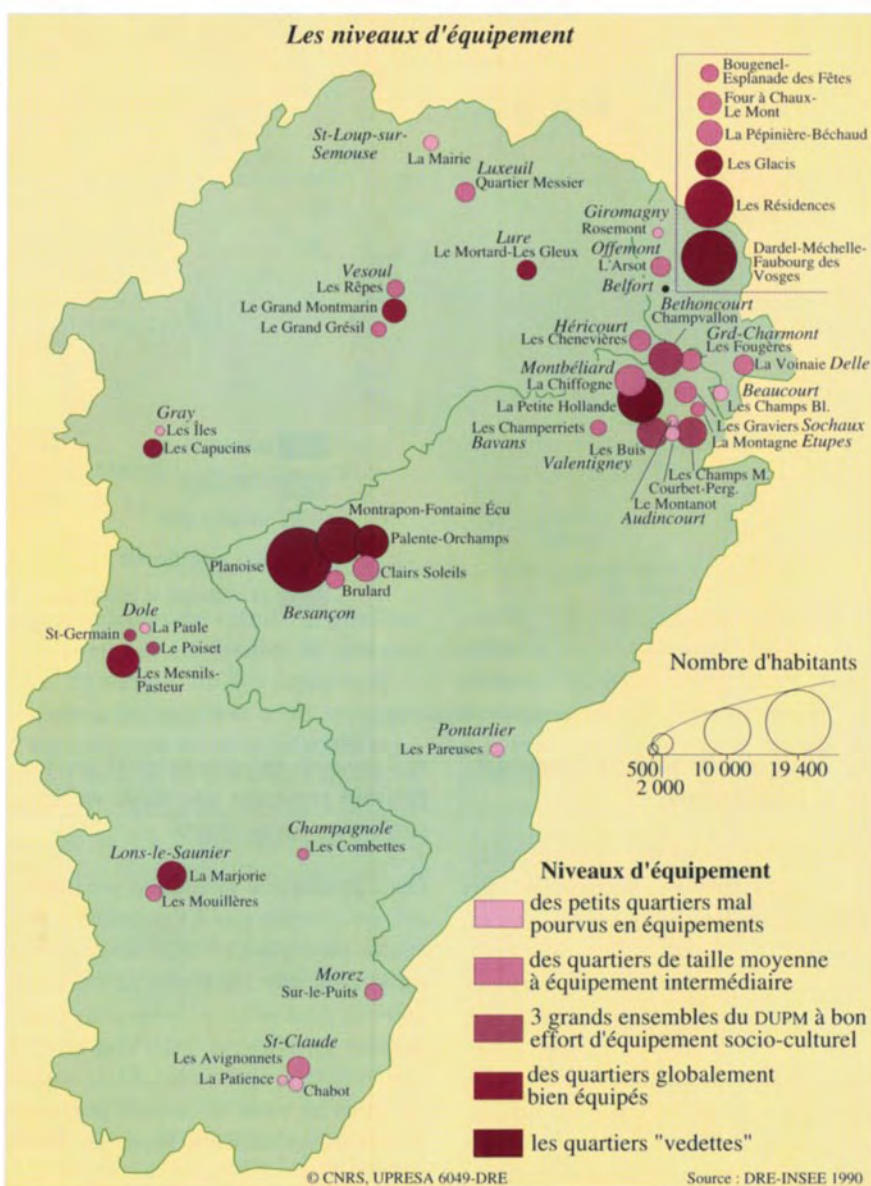 Les niveaux d'équipement
Bougenel-
Esplanade des Fêtes
Four à Chaux-
Le Mont
La Pépinière-Béchaud
Les Glacis
Les Résidences
Dardel-Méchelle-
Faubourg des
Vosges
St-Loup-sur-
Semouse
La Mairie
Luxeuil
Quartier Messier
Giromagny
Rosemont
Lure
Le Mortard-Les Gleux
Offemont
L'Arsot
Belfort
Vesoul
Les Rêpes
Le Grand Montmarin
Le Grand Grésil
Bethoncourt
Champvallon
Héricourt
Les Chenevières
Grd-Charmont
Les Fougères
La Voinaie Delle
Montbéliard
La Chiffogne
La Petite Hollande
Beaucourt
Les Champs Bl.
Les Graviers Sochaux
La Montagne Etupes
Les Champerriets
Bavans
Les Buis
Valentigney
Les Champs M.
Courbet-Perg.
Le Montanot
Audincourt
Gray
Les Îles
Les Capucins
Montrapon-Fontaine Écu
Palente-Orchamps
Planoise
Clairs Soleils
Brulard
Besançon
Dole
La Paule
St-Germain
Le Poiset
Les Mesnils-
Pasteur
Nombre d'habitants
500
2 000
10 000
19 400
Pontarlier
Les Pareuses
Champagnole
Les Combettes
Lons-le-Saunier
La Marjorie
Les Mouillères
Morez
Sur-le-Puits
St-Claude
Les Avignonnets
La Patience
Chabot
Niveaux d'équipement
des petits quartiers mal
pourvus en équipements
des quartiers de taille moyenne
à équipement intermédiaire
3 grands ensembles du DUPM à bon
effort d'équipement socio-culturel
des quartiers globalement
bien équipés
les quartiers "vedettes"
© CNRS, UPRESA 6049-DRE
Source : DRE-INSEE 1990